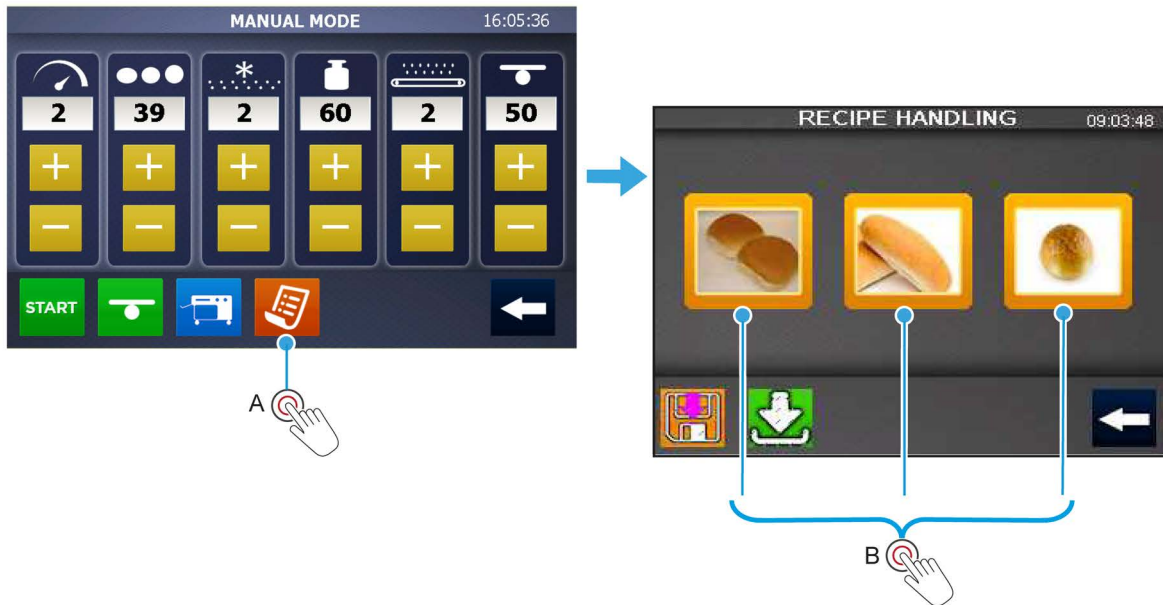 MANUAL MODE 16:05:36
2 39 2 60 2 50
+ + + + + +
− − − − − −
START
A
RECIPE HANDLING 09:03:48
B